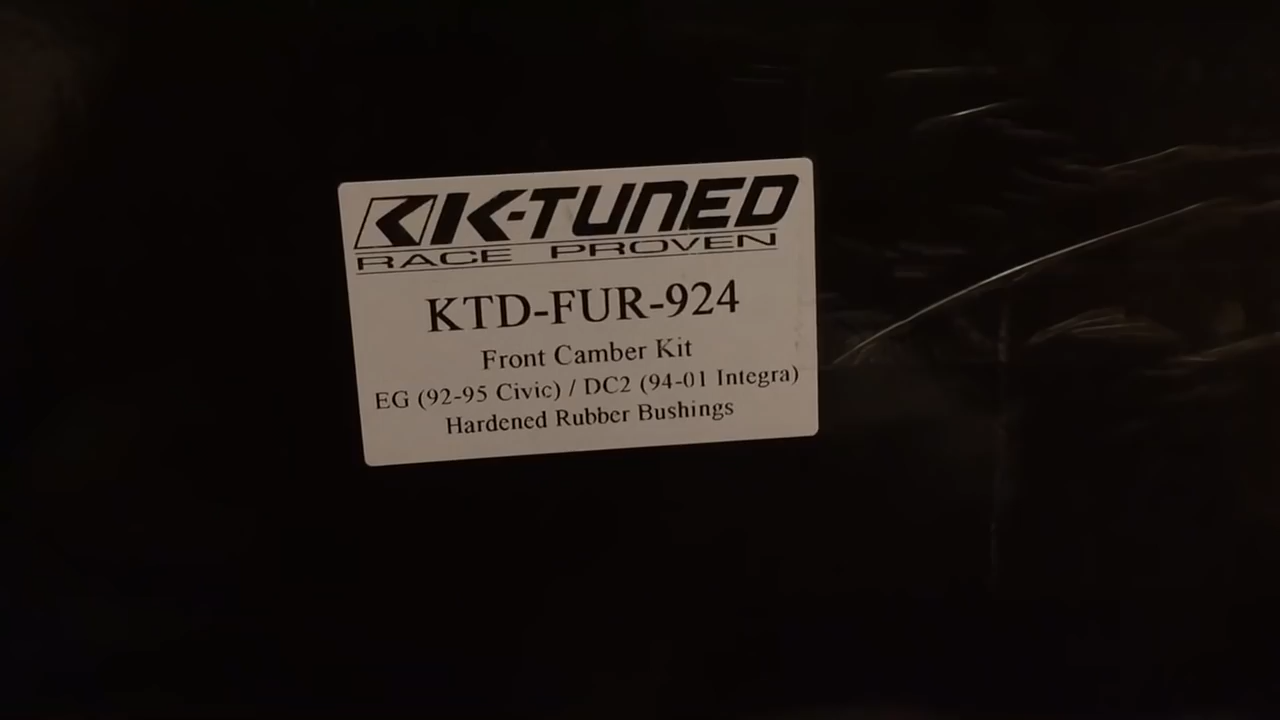 K-TUNED
RACE PROVEN
KTD-FUR-924
Front Camber Kit
EG (92-95 Civic) / DC2 (94-01 Integra)
Hardened Rubber Bushings